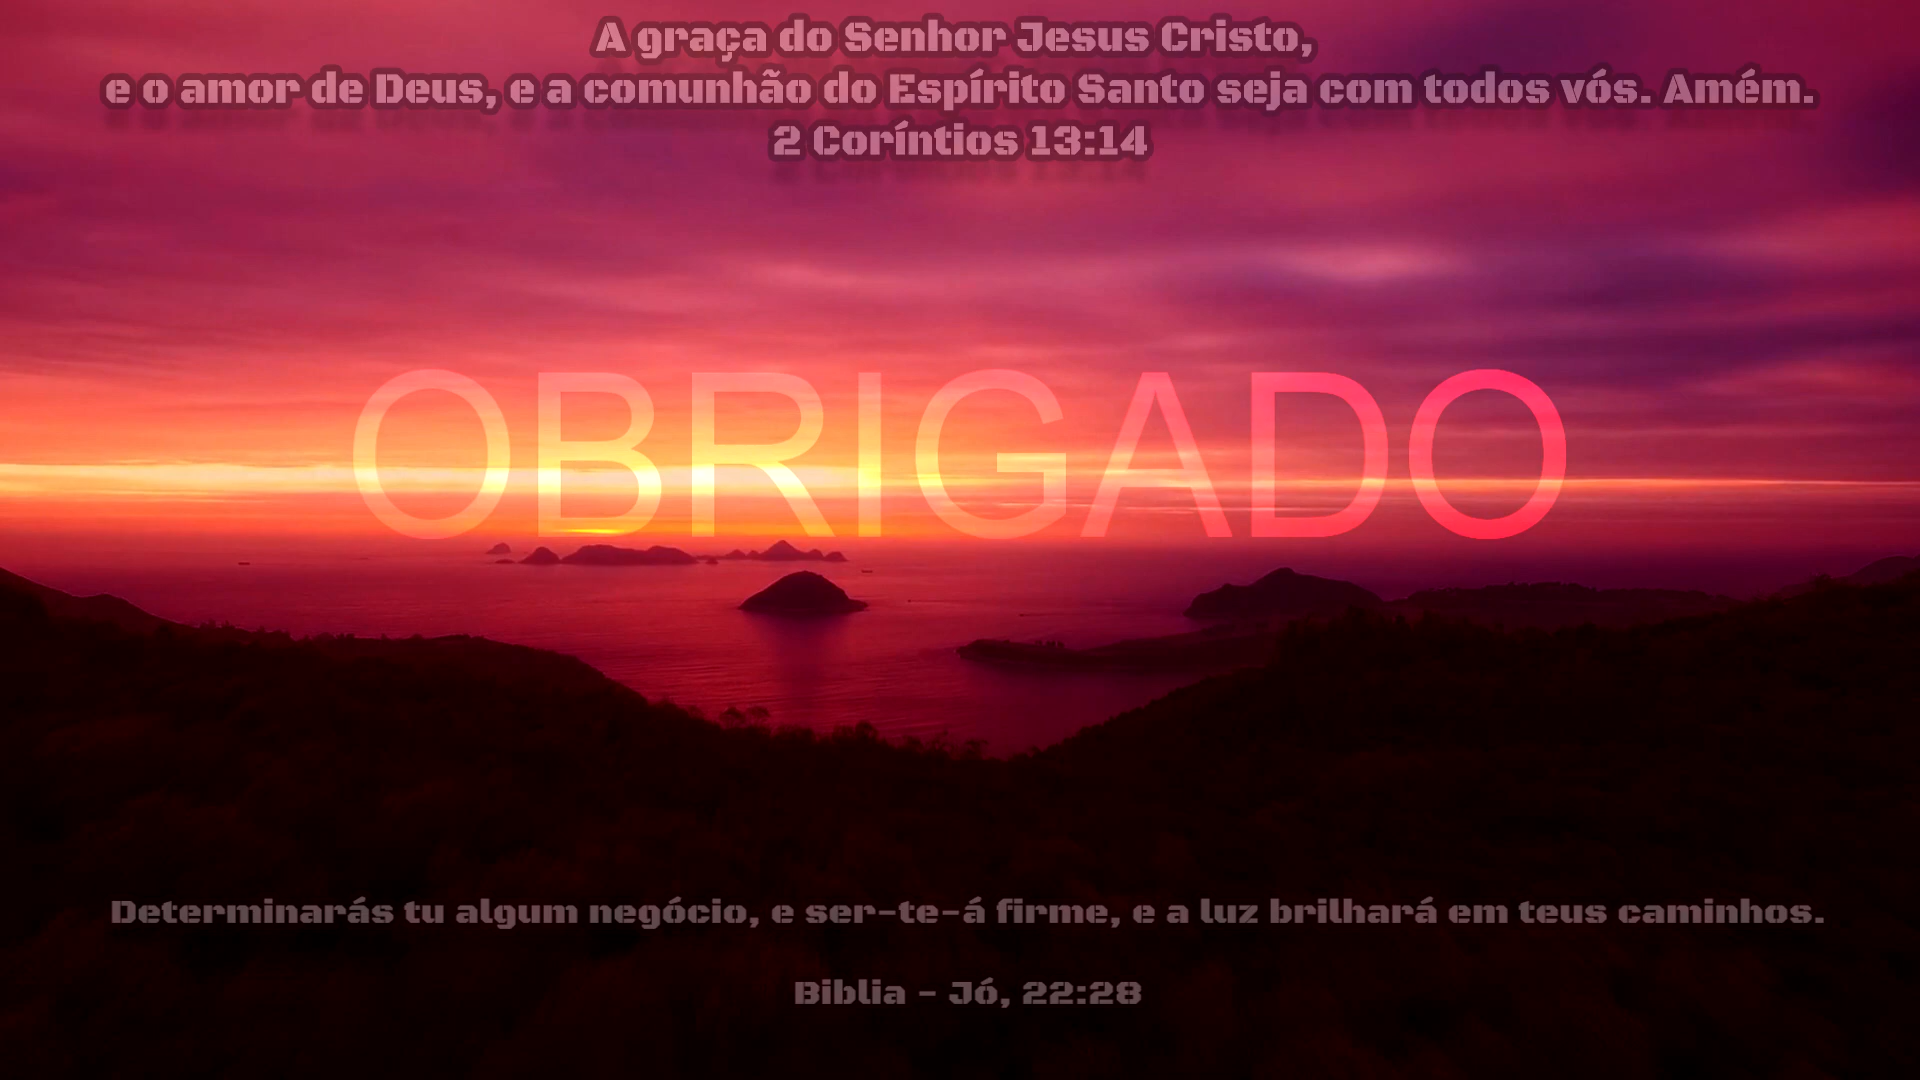 A graça do Senhor Jesus Cristo,
e o amor de Deus, e a comunhão do Espírito Santo seja com todos vós. Amém.
2 Coríntios 13:14
OBRIGADO
Determinarás tu algum negócio, e ser-te-á firme, e a luz brilhará em teus caminhos.
Biblia - Jó, 22:28